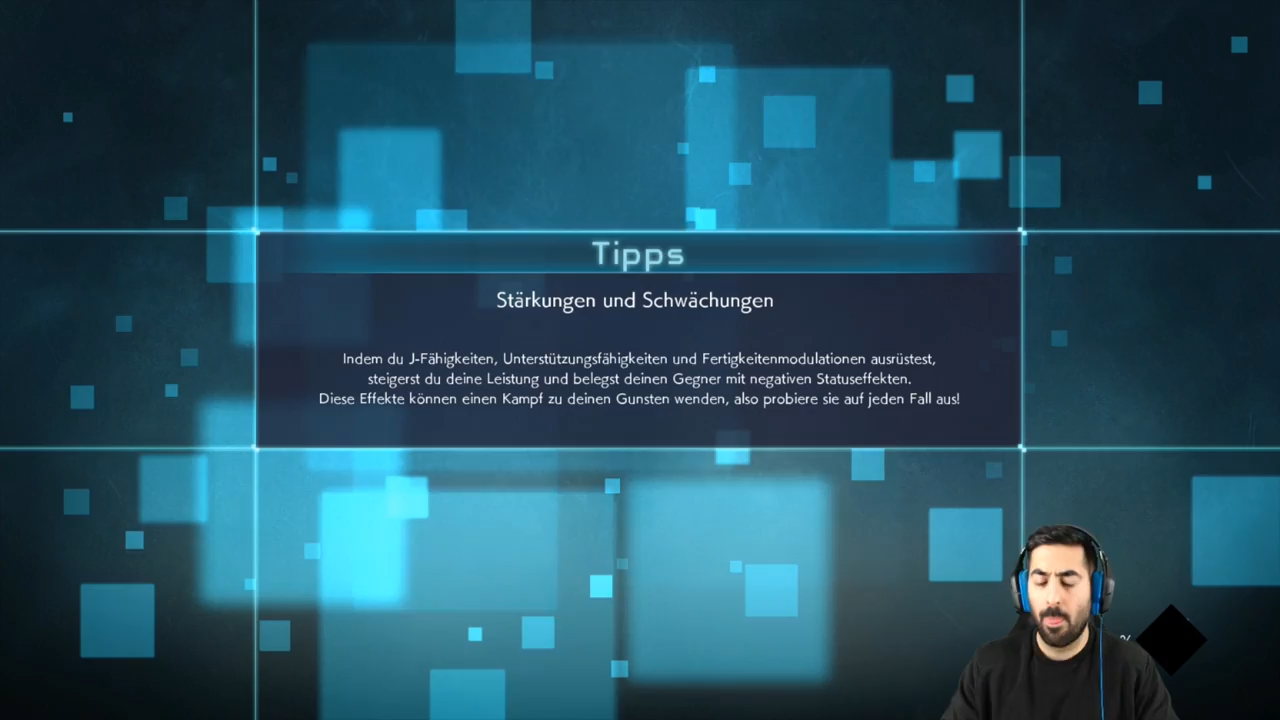 Tipps
Stärkungen und Schwächungen
Indem du J-Fähigkeiten, Unterstützungsfähigkeiten und Fertigkeitenmodulationen ausrüstest,
steigerst du deine Leistung und belegst deinen Gegner mit negativen Statuseffekten.
Diese Effekte können einen Kampf zu deinen Gunsten wenden, also probiere sie auf jeden Fall aus!
%